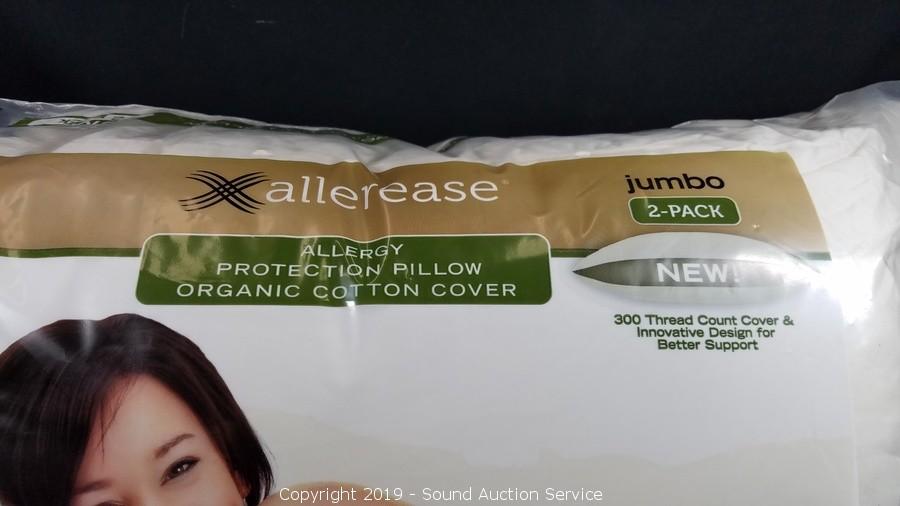 allerease
jumbo
2-PACK
ALLERGY
PROTECTION PILLOW
ORGANIC COTTON COVER
NEW!
300 Thread Count Cover &
Innovative Design for
Better Support
Copyright 2019 - Sound Auction Service